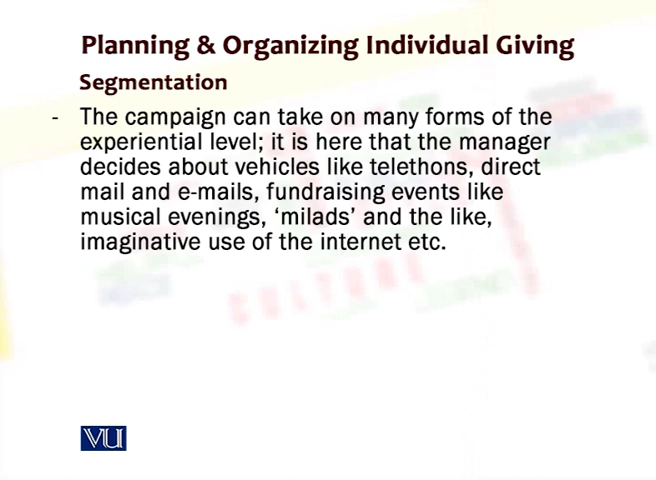 Planning & Organizing Individual Giving
Segmentation
- The campaign can take on many forms of the
experiential level; it is here that the manager
decides about vehicles like telethons, direct
mail and e-mails, fundraising events like
musical evenings, ‘milads’ and the like,
imaginative use of the internet etc.
CULTURE
VU